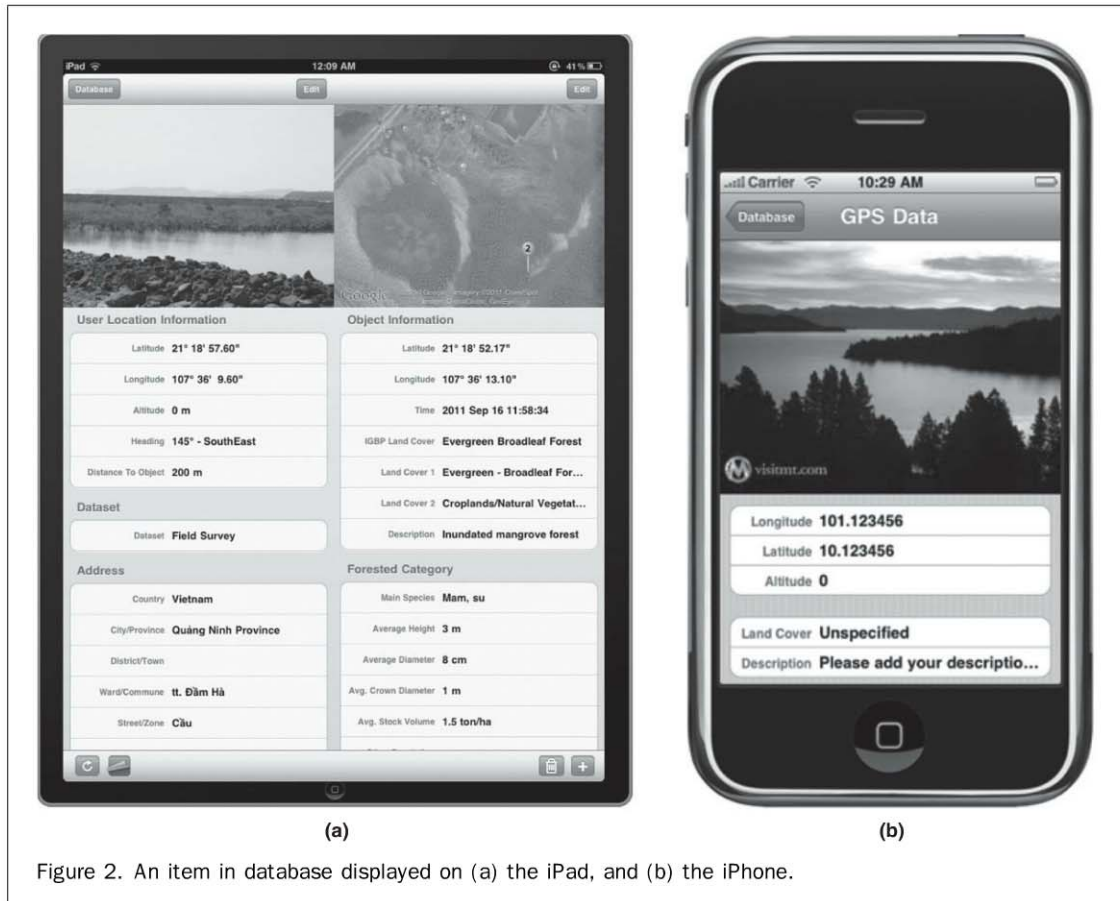 iPad
12:09 AM
41%
Database
Edit
Edit
2
Google
User Location Information
Latitude 21° 18' 57.60"
Longitude 107° 36' 9.60"
Altitude 0 m
Heading 145° - SouthEast
Distance To Object 200 m
Dataset
Dataset Field Survey
Address
Country Vietnam
City/Province Quảng Ninh Province
District/Town
Ward/Commune tt. Đầm Hà
Street/Zone Cầu
Object Information
Latitude 21° 18' 52.17"
Longitude 107° 36' 13.10"
Time 2011 Sep 16 11:58:34
IGBP Land Cover Evergreen Broadleaf Forest
Land Cover 1 Evergreen - Broadleaf For...
Land Cover 2 Croplands/Natural Vegetat...
Description Inundated mangrove forest
Forested Category
Main Species Mam, su
Average Height 3 m
Average Diameter 8 cm
Avg. Crown Diameter 1 m
Avg. Stock Volume 1.5 ton/ha
(a)
Carrier
10:29 AM
Database
GPS Data
visitmt.com
Longitude 101.123456
Latitude 10.123456
Altitude 0
Land Cover Unspecified
Description Please add your descriptio...
(b)
Figure 2. An item in database displayed on (a) the iPad, and (b) the iPhone.